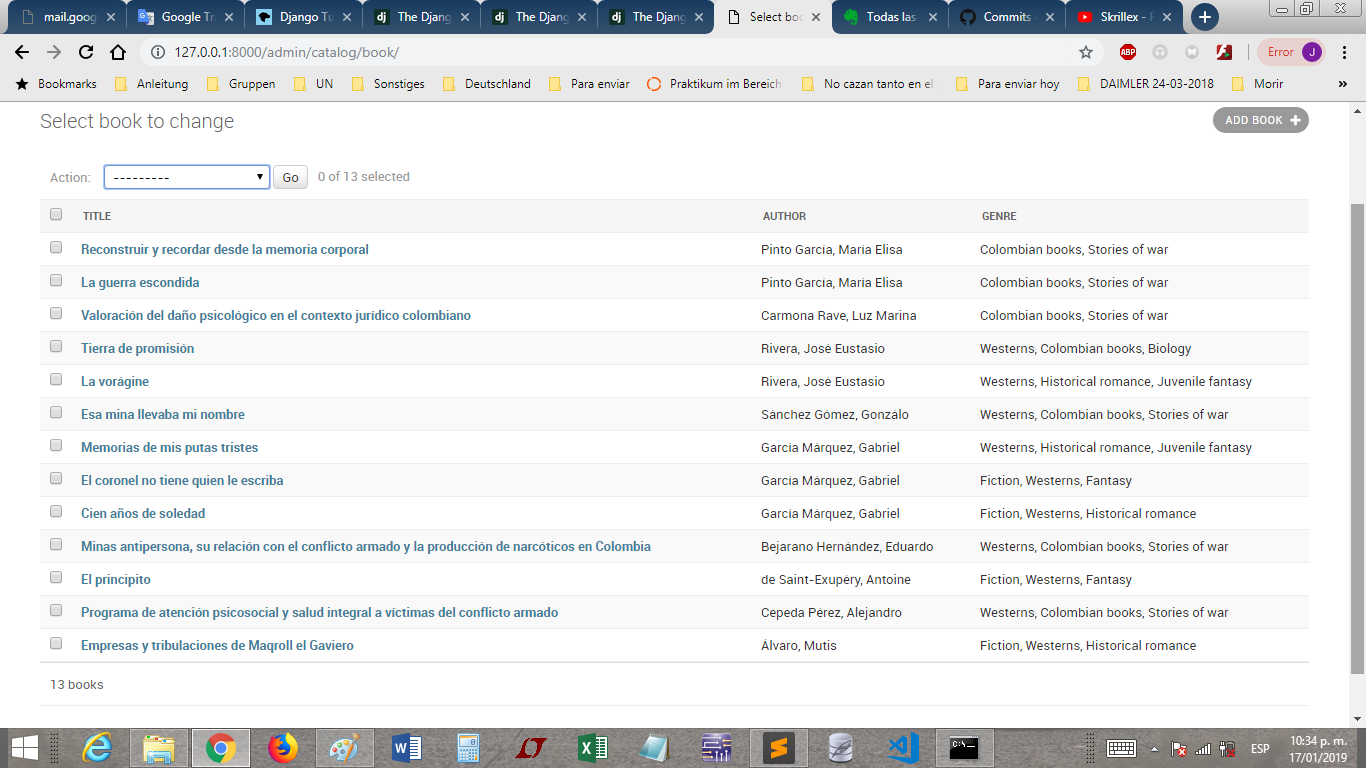 mail.goog
Google Tr
Django Tu
The Djang
The Djang
The Djang
Select boo
Todas las
Commits
Skrillex - F
127.0.0.1:8000/admin/catalog/book/
ABP
Error J
Bookmarks
Anleitung
Gruppen
UN
Sonstiges
Deutschland
Para enviar
Praktikum im Bereich
No cazan tanto en el
Para enviar hoy
DAIMLER 24-03-2018
Morir
»
Select book to change
ADD BOOK +
Action: --------- Go 0 of 13 selected
TITLE AUTHOR GENRE
Reconstruir y recordar desde la memoria corporal Pinto García, María Elisa Colombian books, Stories of war
La guerra escondida Pinto García, María Elisa Colombian books, Stories of war
Valoración del daño psicológico en el contexto jurídico colombiano Carmona Rave, Luz Marina Colombian books, Stories of war
Tierra de promisión Rivera, José Eustasio Westerns, Colombian books, Biology
La vorágine Rivera, José Eustasio Westerns, Historical romance, Juvenile fantasy
Esa mina llevaba mi nombre Sánchez Gómez, Gonzálo Westerns, Colombian books, Stories of war
Memorias de mis putas tristes García Márquez, Gabriel Westerns, Historical romance, Juvenile fantasy
El coronel no tiene quien le escriba García Márquez, Gabriel Fiction, Westerns, Fantasy
Cien años de soledad García Márquez, Gabriel Fiction, Westerns, Historical romance
Minas antipersona, su relación con el conflicto armado y la producción de narcóticos en Colombia Bejarano Hernández, Eduardo Westerns, Colombian books, Stories of war
El principito de Saint-Exupéry, Antoine Fiction, Westerns, Fantasy
Programa de atención psicosocial y salud integral a víctimas del conflicto armado Cepeda Pérez, Alejandro Westerns, Colombian books, Stories of war
Empresas y tribulaciones de Maqroll el Gaviero Álvaro, Mutis Fiction, Westerns, Historical romance
13 books
ESP
10:34 p. m.
17/01/2019